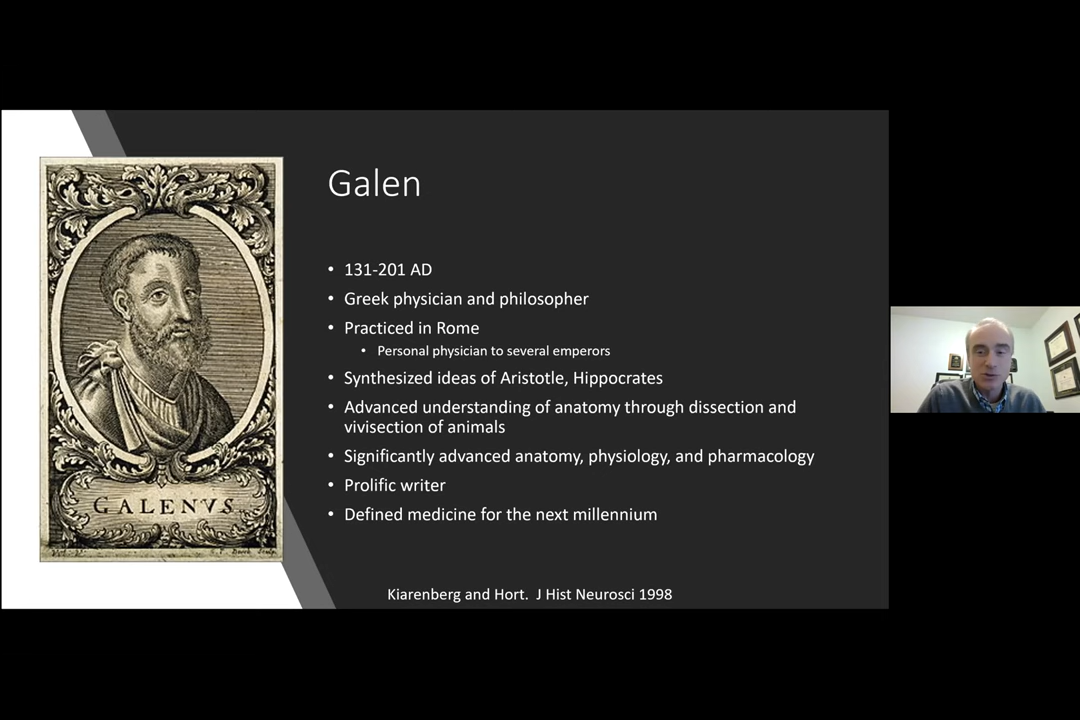 Galen
• 131-201 AD
• Greek physician and philosopher
• Practiced in Rome
• Personal physician to several emperors
• Synthesized ideas of Aristotle, Hippocrates
• Advanced understanding of anatomy through dissection and
vivisection of animals
• Significantly advanced anatomy, physiology, and pharmacology
• Prolific writer
• Defined medicine for the next millennium
GALENVS
Kiarenberg and Hort. J Hist Neurosci 1998